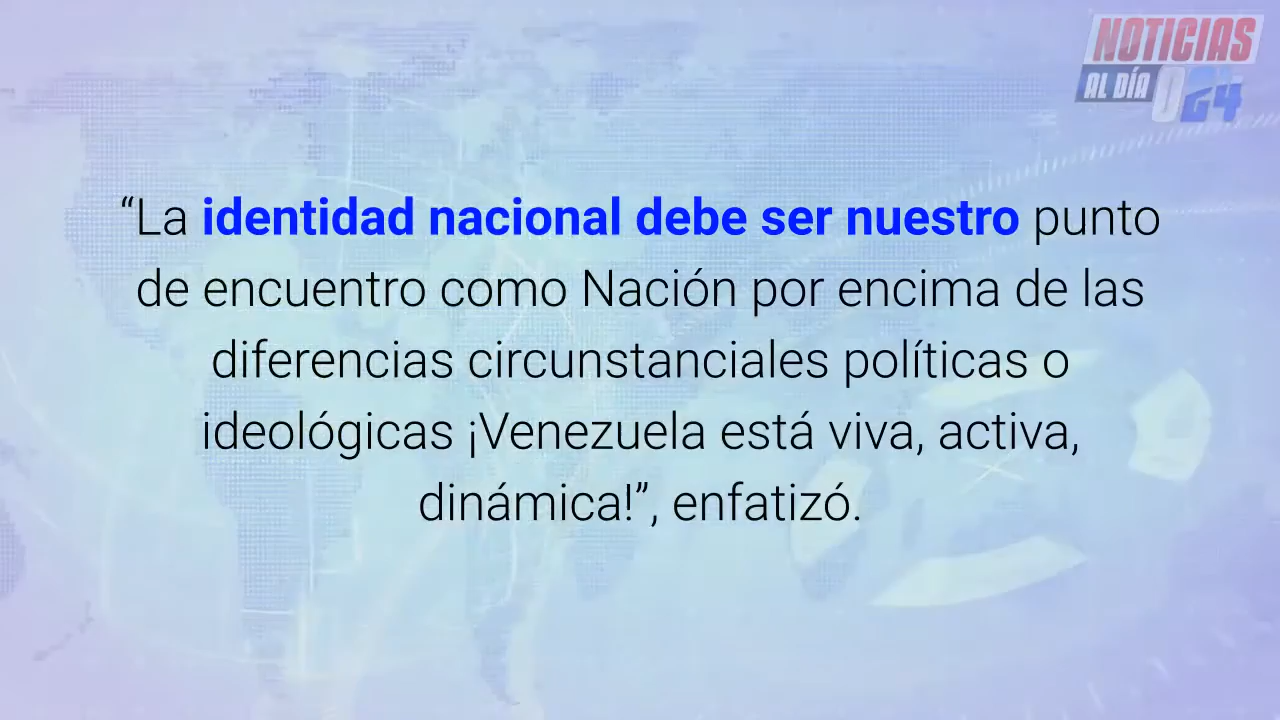 NOTICIAS
AL DÍA 024
“La identidad nacional debe ser nuestro punto
de encuentro como Nación por encima de las
diferencias circunstanciales políticas o
ideológicas ¡Venezuela está viva, activa,
dinámica!”, enfatizó.